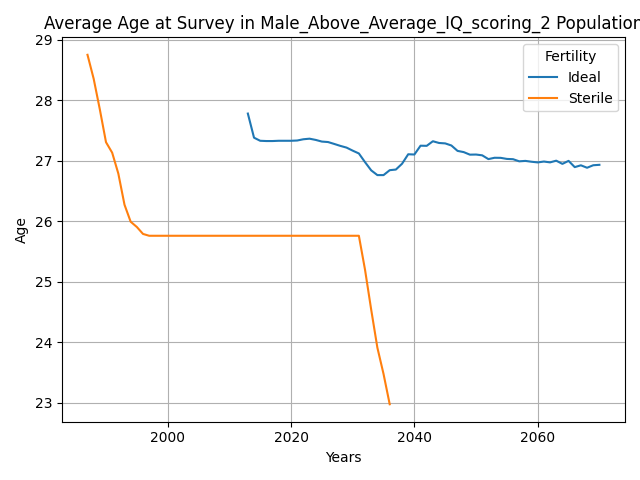 Average Age at Survey in Male_Above_Average_IQ_scoring_2 Population
29
28
27
26
25
24
23
Age
Fertility
Ideal
Sterile
2000
2020
2040
2060
Years